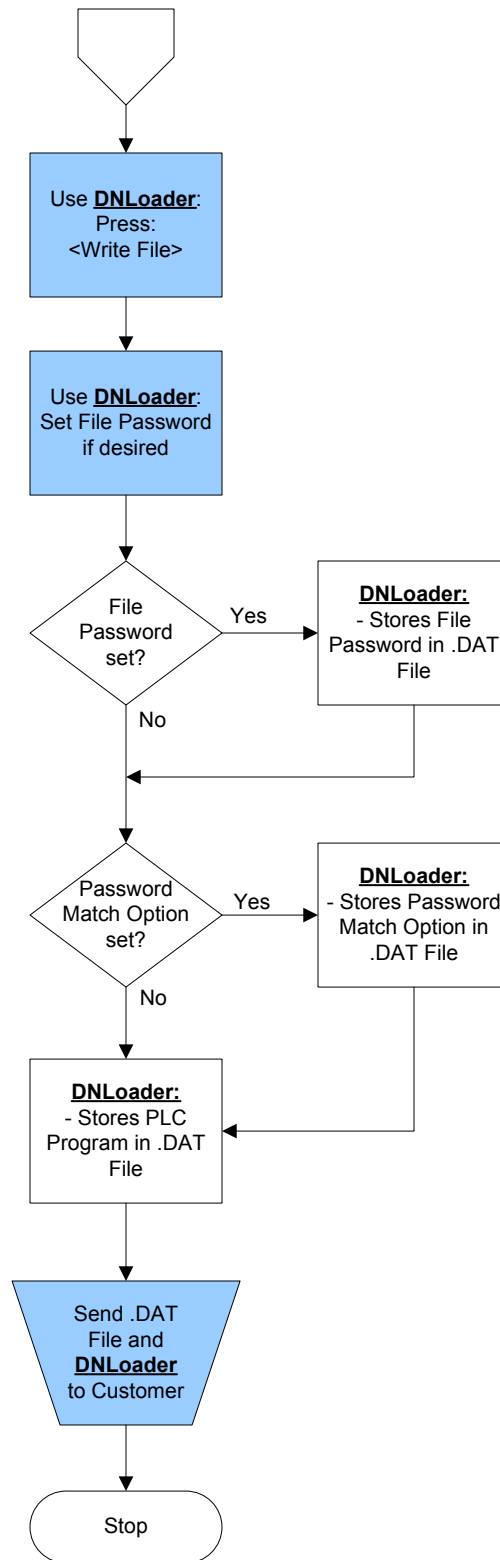 Use DNLoader:
Press:
<Write File>
Use DNLoader:
Set File Password
if desired
File
Password
set?
Yes
DNLoader:
- Stores File
Password in .DAT
File
No
Password
Match Option
set?
Yes
DNLoader:
- Stores Password
Match Option in
.DAT File
No
DNLoader:
- Stores PLC
Program in .DAT
File
Send .DAT
File and
DNLoader
to Customer
Stop